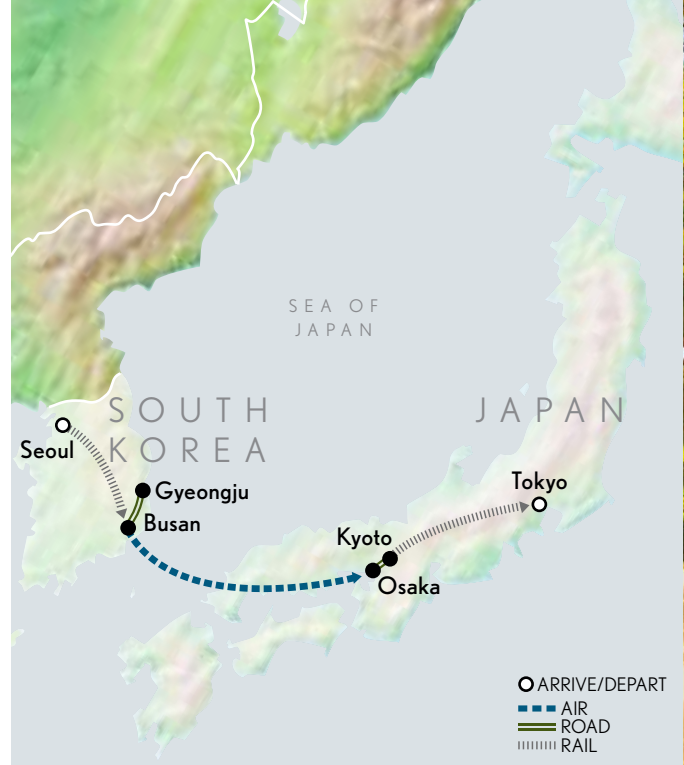 SEA OF
JAPAN
SOUTH
KOREA
JAPAN
Seoul
Gyeongju
Busan
Tokyo
Kyoto
Osaka
ARRIVE/DEPART
AIR
ROAD
RAIL